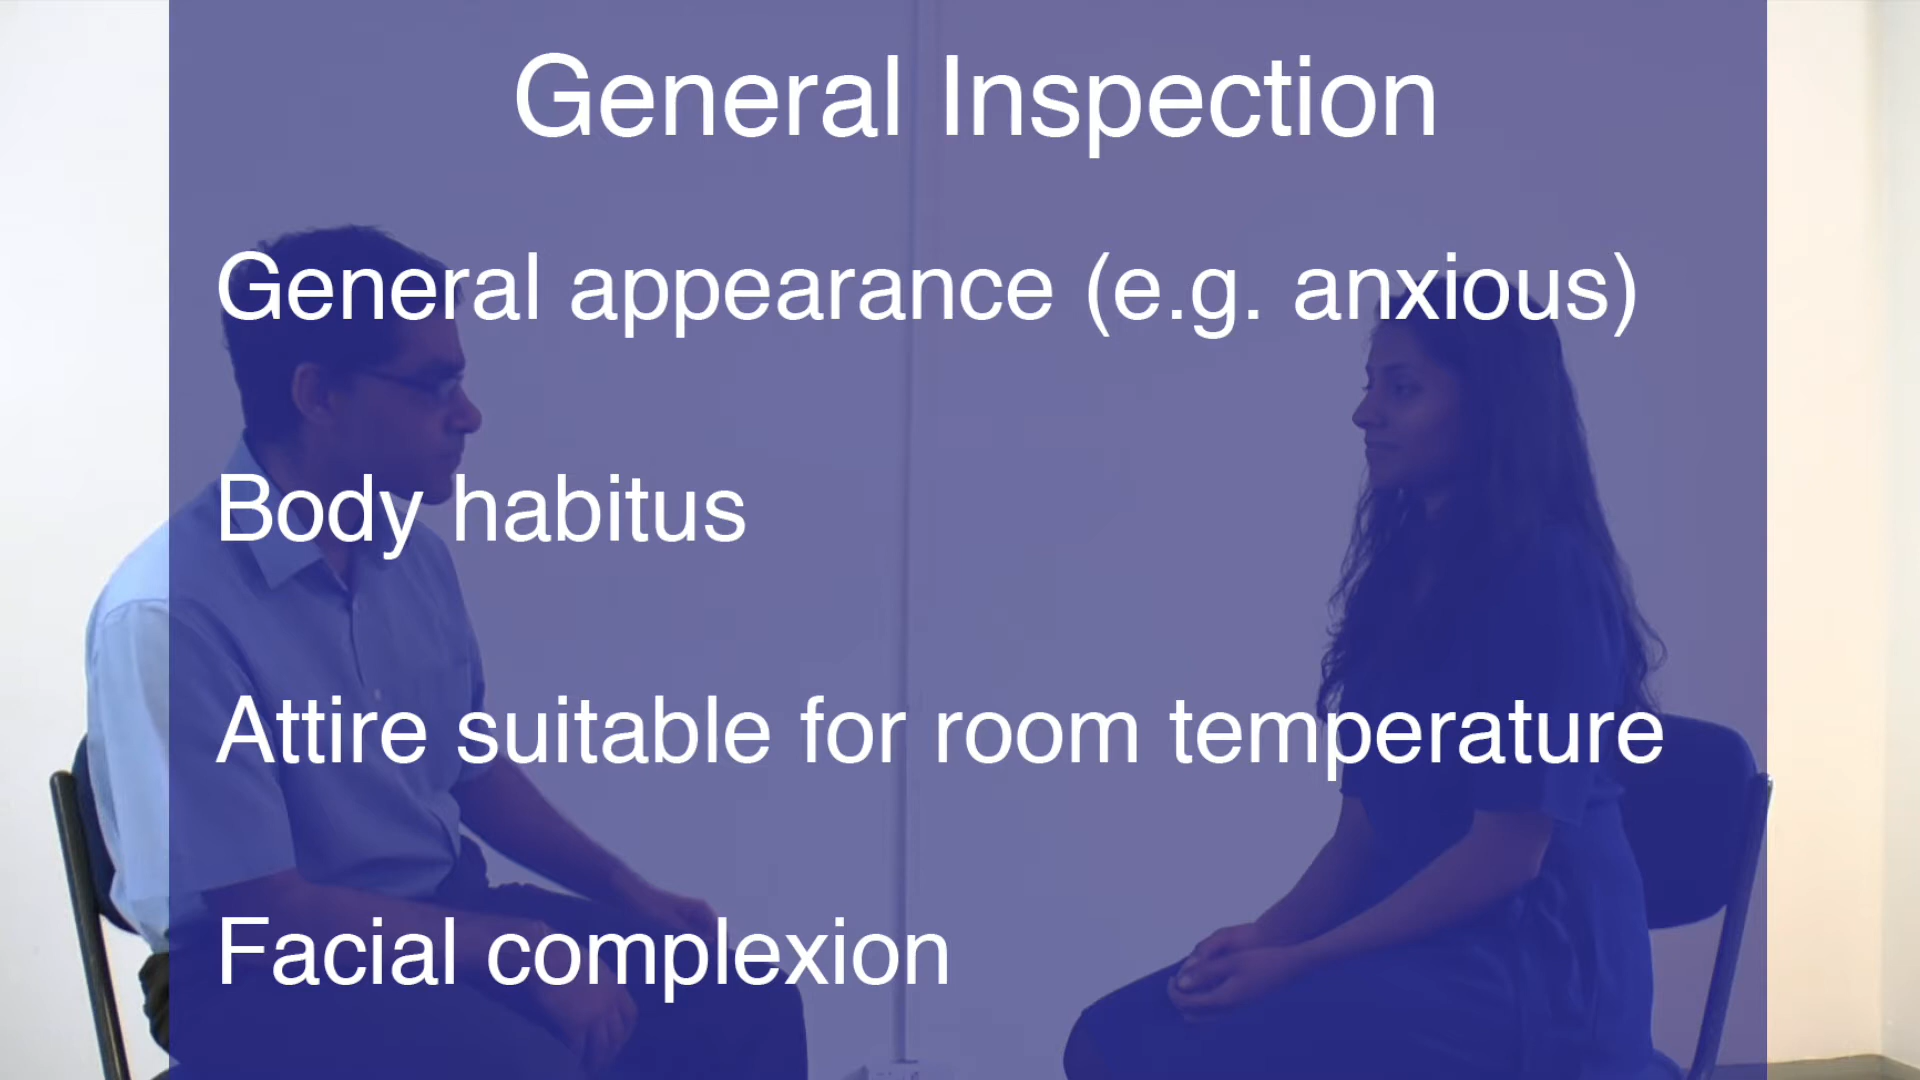 General Inspection
General appearance (e.g. anxious)
Body habitus
Attire suitable for room temperature
Facial complexion